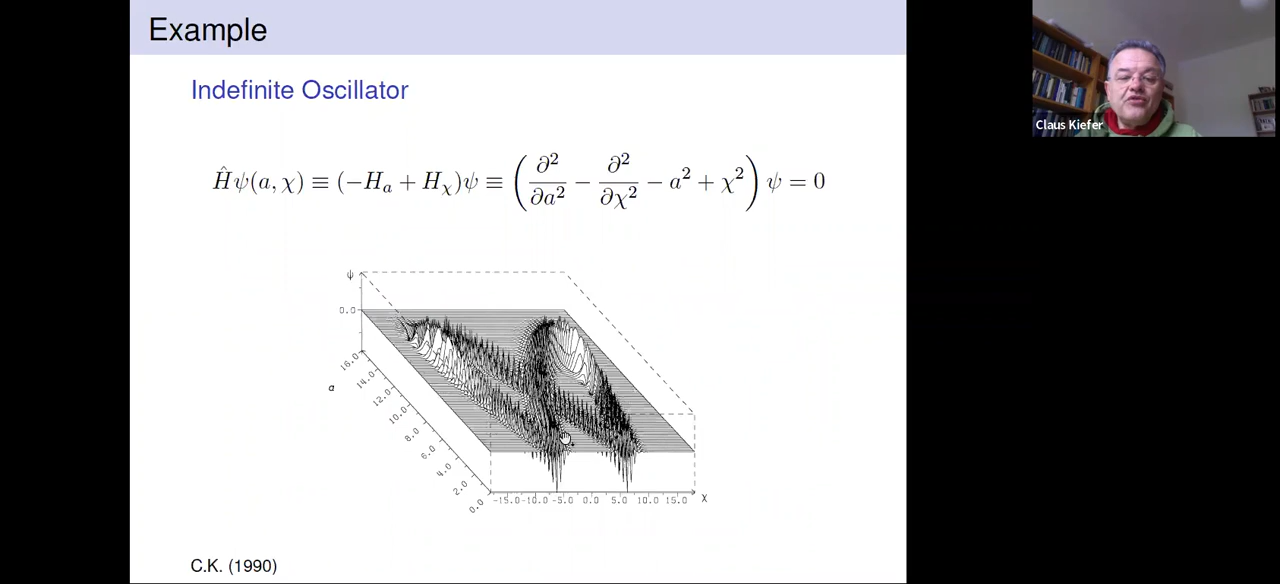 Example
Claus Kiefer
Indefinite Oscillator
Ĥψ(a, χ) ≡ (−Hₐ + Hᵪ)ψ ≡ (∂²/∂a² − ∂²/∂χ² − a² + χ²) ψ = 0
ψ
0.0
16.0
14.0
a
12.0
10.0
8.0
6.0
4.0
2.0
0.0
-15.0 -10.0 -5.0 0.0 5.0 10.0 15.0 χ
C.K. (1990)